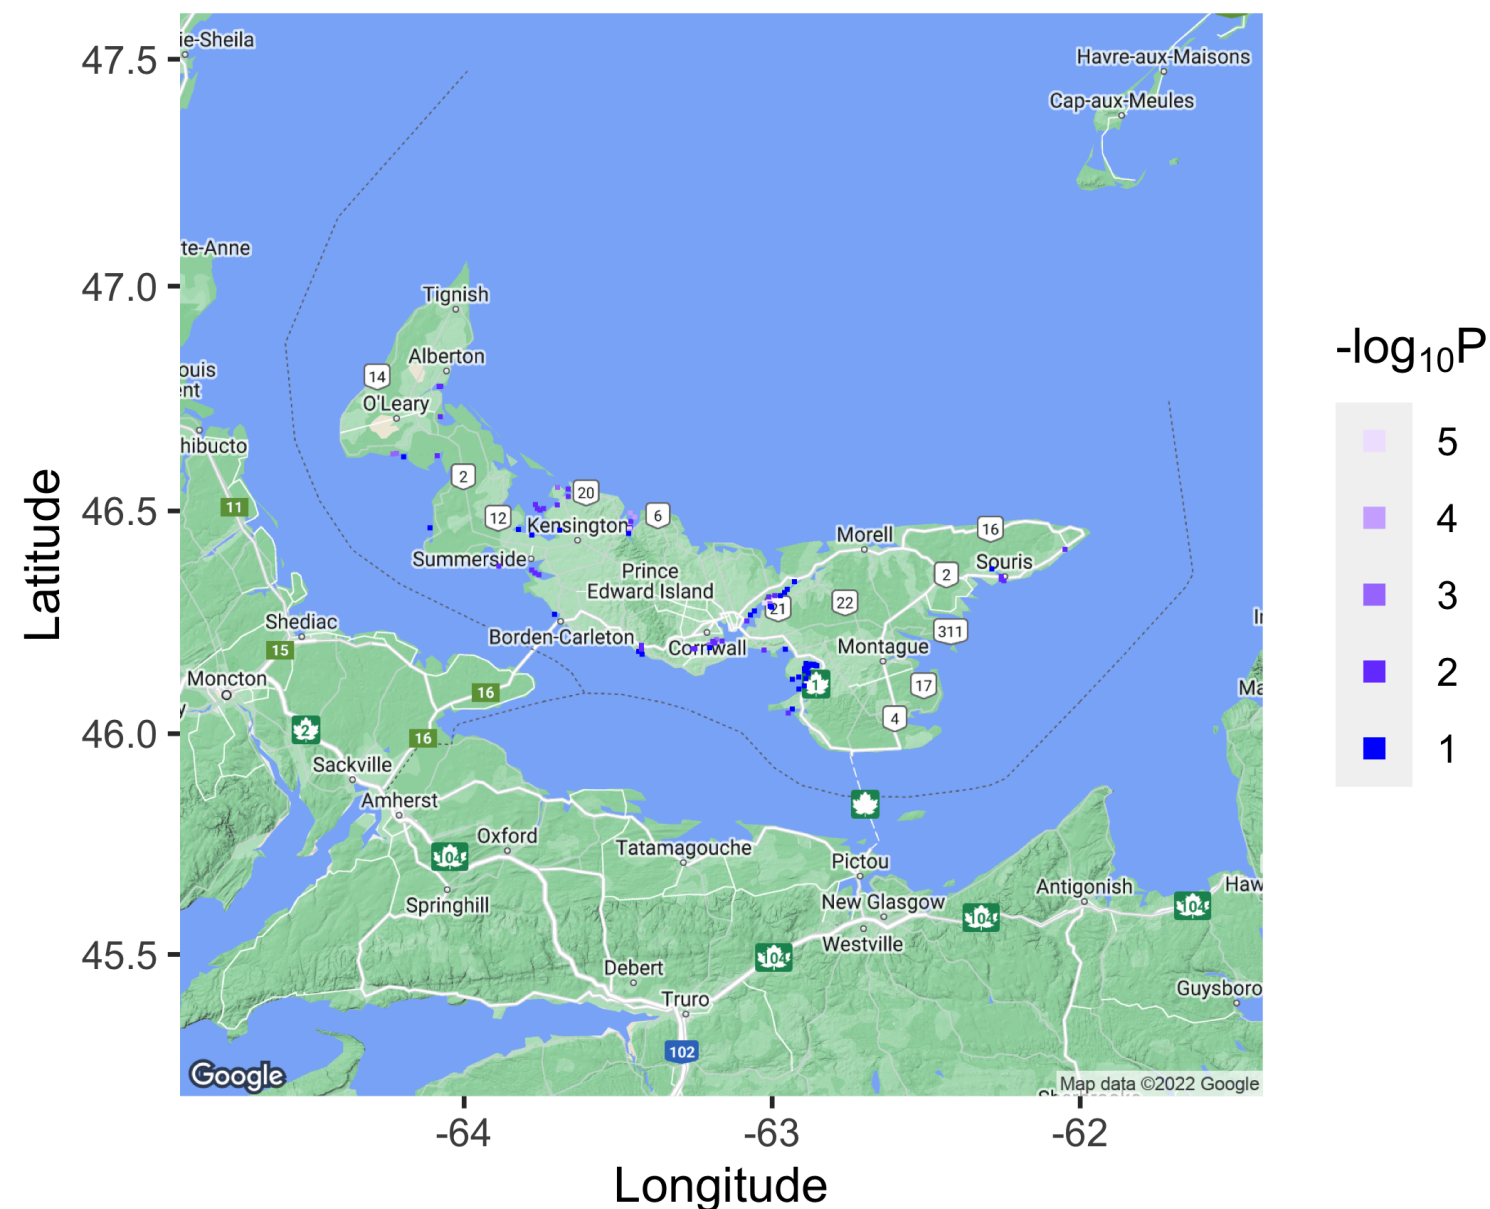 47.5
47.0
46.5
46.0
45.5
Latitude
-64
-63
-62
Longitude
ie-Sheila
Havre-aux-Maisons
Cap-aux-Meules
te-Anne
Tignish
Alberton
14
O'Leary
ouis
ent
hibucto
11
2
12
20
6
Kensington
Summerside
Prince
Edward Island
Morell
16
Souris
2
22
21
311
Shediac
15
Borden-Carleton
Cornwall
Montague
Moncton
16
1
17
4
2
16
Sackville
Amherst
Oxford
104
Tatamagouche
Pictou
Springhill
New Glasgow
Westville
Antigonish
104
104
Haw
104
Debert
Truro
Guysboro
102
Ma
Google
Map data ©2022 Google
-log10P
5
4
3
2
1